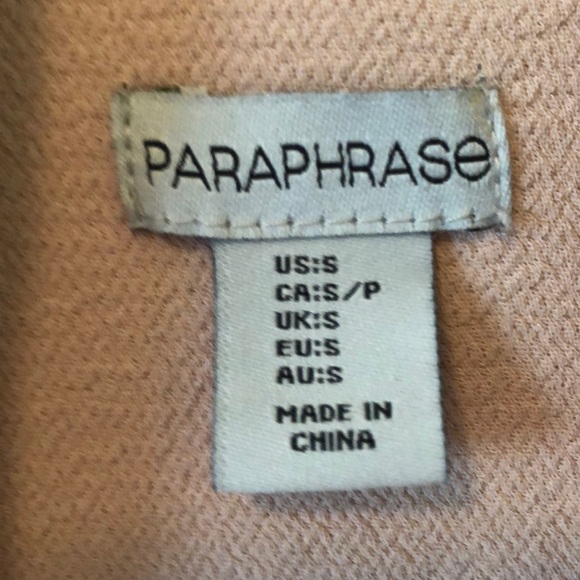 PARAPHRASe
US:S
CA:S/P
UK:S
EU:S
AU:S
MADE IN
CHINA